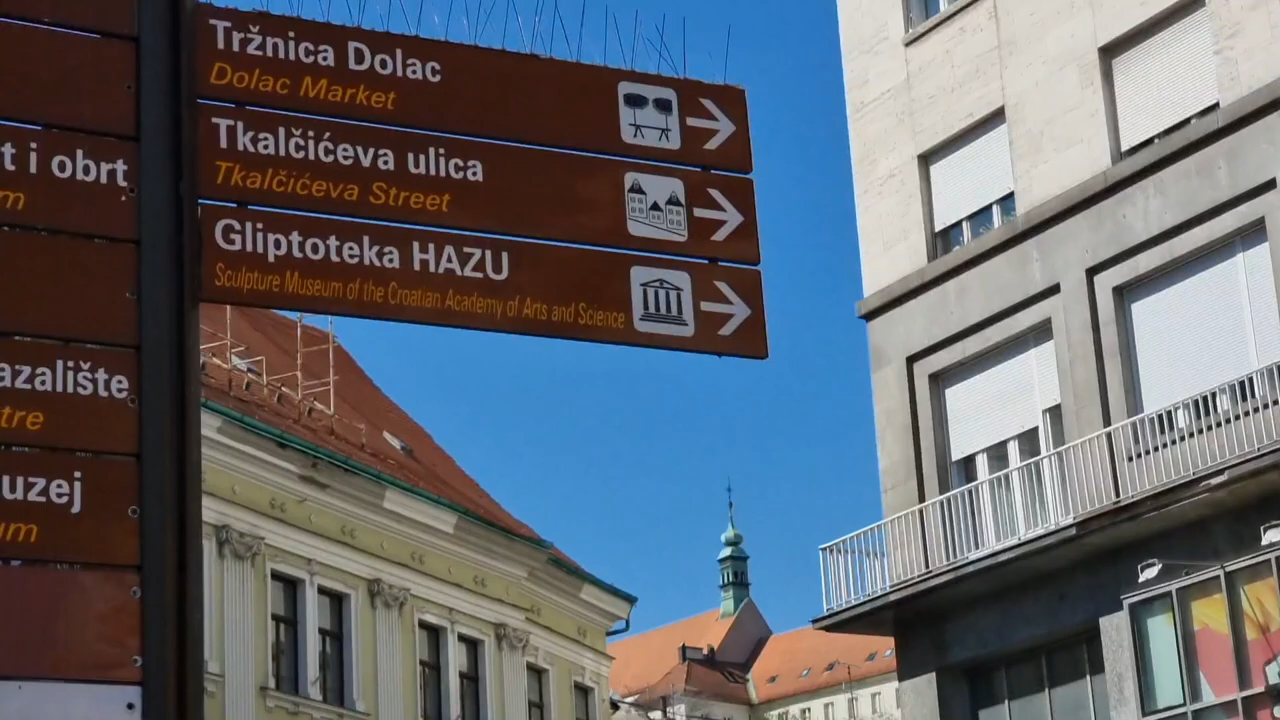 Tržnica Dolac
Dolac Market
Tkalčićeva ulica
Tkalčićeva Street
Gliptoteka HAZU
Sculpture Museum of the Croatian Academy of Arts and Science
t i obrt
m
azalište
tre
uzej
um